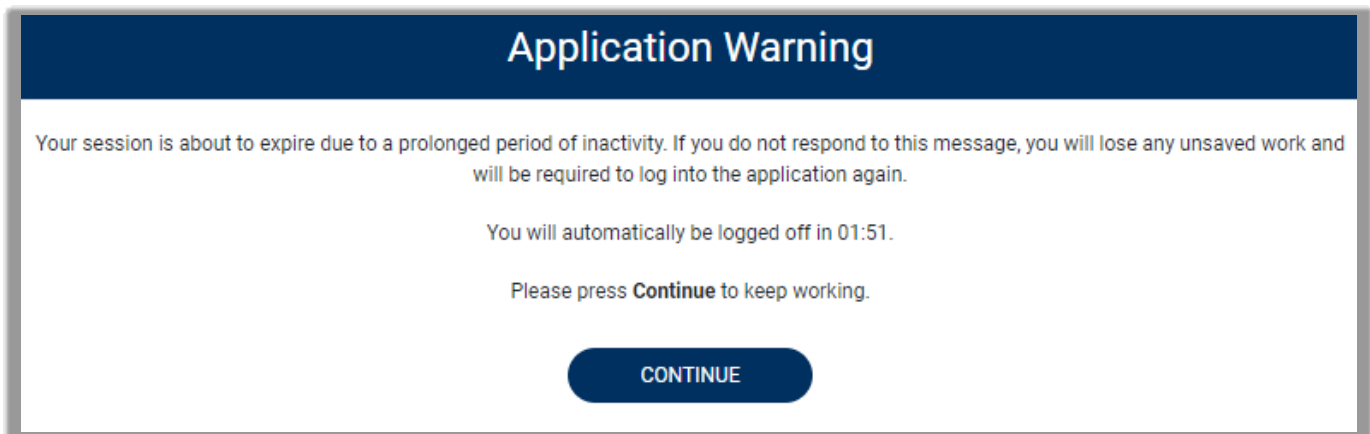 Application Warning
Your session is about to expire due to a prolonged period of inactivity. If you do not respond to this message, you will lose any unsaved work and
will be required to log into the application again.
You will automatically be logged off in 01:51.
Please press Continue to keep working.
CONTINUE